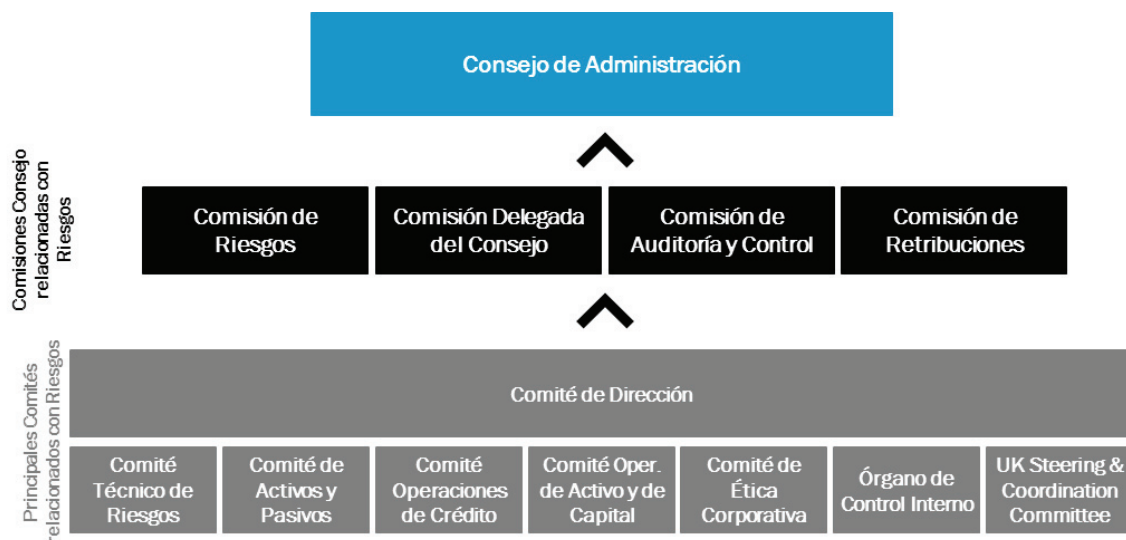 Consejo de Administración
Comisiones Consejo
relacionadas con
Riesgos
Comisión de
Riesgos
Comisión Delegada
del Consejo
Comisión de
Auditoría y Control
Comisión de
Retribuciones
Principales Comités
relacionados con Riesgos
Comité de Dirección
Comité
Técnico de
Riesgos
Comité de
Activos y
Pasivos
Comité
Operaciones
de Crédito
Comité Oper.
de Activo y de
Capital
Comité de
Ética
Corporativa
Órgano de
Control Interno
UK Steering &
Coordination
Committee